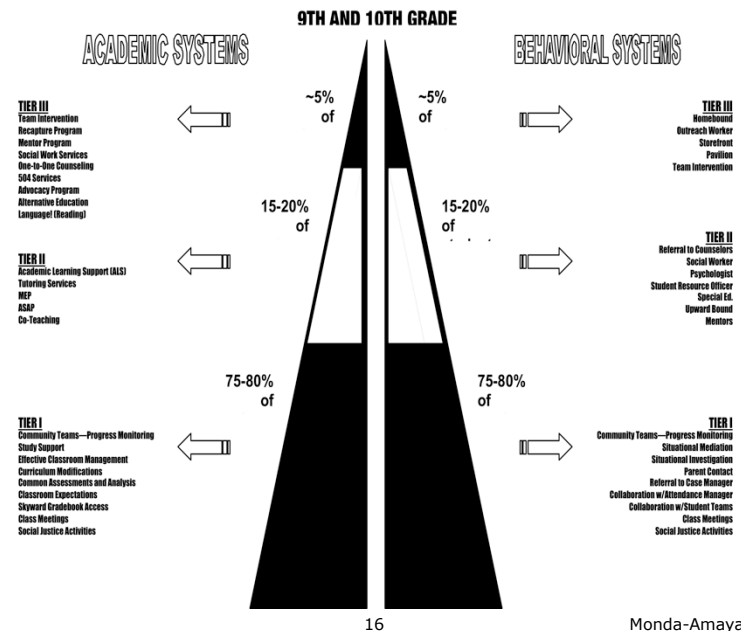 9TH AND 10TH GRADE
ACADEMIC SYSTEMS
BEHAVIORAL SYSTEMS
TIER III
Team Intervention
Recapture Program
Mentor Program
Social Work Services
One-to-One Counseling
504 Services
Advocacy Program
Alternative Education
Language! (Reading)
~5%
of
~5%
of
TIER III
Homebound
Outreach Worker
Storefront
Pavilion
Team Intervention
TIER II
Academic Learning Support (ALS)
Tutoring Services
MEP
ASAP
Co-Teaching
15-20%
of
15-20%
of
TIER II
Referral to Counselors
Social Worker
Psychologist
Student Resource Officer
Special Ed.
Upward Bound
Mentors
TIER I
Community Teams—Progress Monitoring
Study Support
Effective Classroom Management
Curriculum Modifications
Common Assessments and Analysis
Classroom Expectations
Skyward Gradebook Access
Class Meetings
Social Justice Activities
75-80%
of
75-80%
of
TIER I
Community Teams—Progress Monitoring
Situational Mediation
Situational Investigation
Parent Contact
Referral to Case Manager
Collaboration w/Attendance Manager
Collaboration w/Student Teams
Class Meetings
Social Justice Activities
16
Monda-Amaya